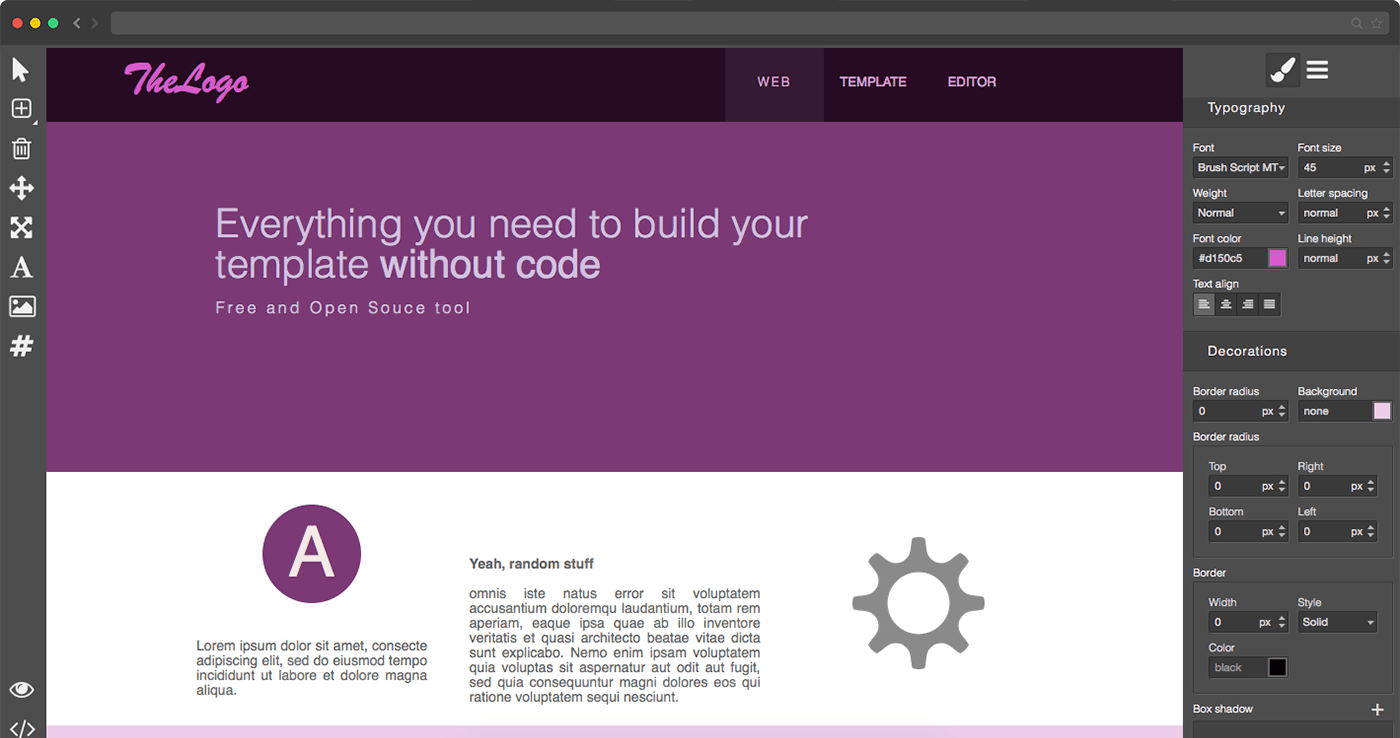 TheLogo
WEB
TEMPLATE
EDITOR
Everything you need to build your
template without code
Free and Open Souce tool
A
Lorem ipsum dolor sit amet, consecte
adipiscing elit, sed do eiusmod tempo
incididunt ut labore et dolore magna
aliqua.
Yeah, random stuff
omnis iste natus error sit voluptatem
accusantium doloremqu laudantium, totam rem
aperiam, eaque ipsa quae ab illo inventore
veritatis et quasi architecto beatae vitae dicta
sunt explicabo. Nemo enim ipsam voluptatem
quia voluptas sit aspernatur aut odit aut fugit,
sed quia consequuntur magni dolores eos qui
ratione voluptatem sequi nesciunt.
A
#
</>
Typography
Font Font size
Brush Script MT 45 px
Weight Letter spacing
Normal normal px
Font color Line height
#d150c5 normal px
Text align
Decorations
Border radius Background
0 px none
Border radius
Top Right
0 px 0 px
Bottom Left
0 px 0 px
Border
Width Style
0 px Solid
Color
black
Box shadow +